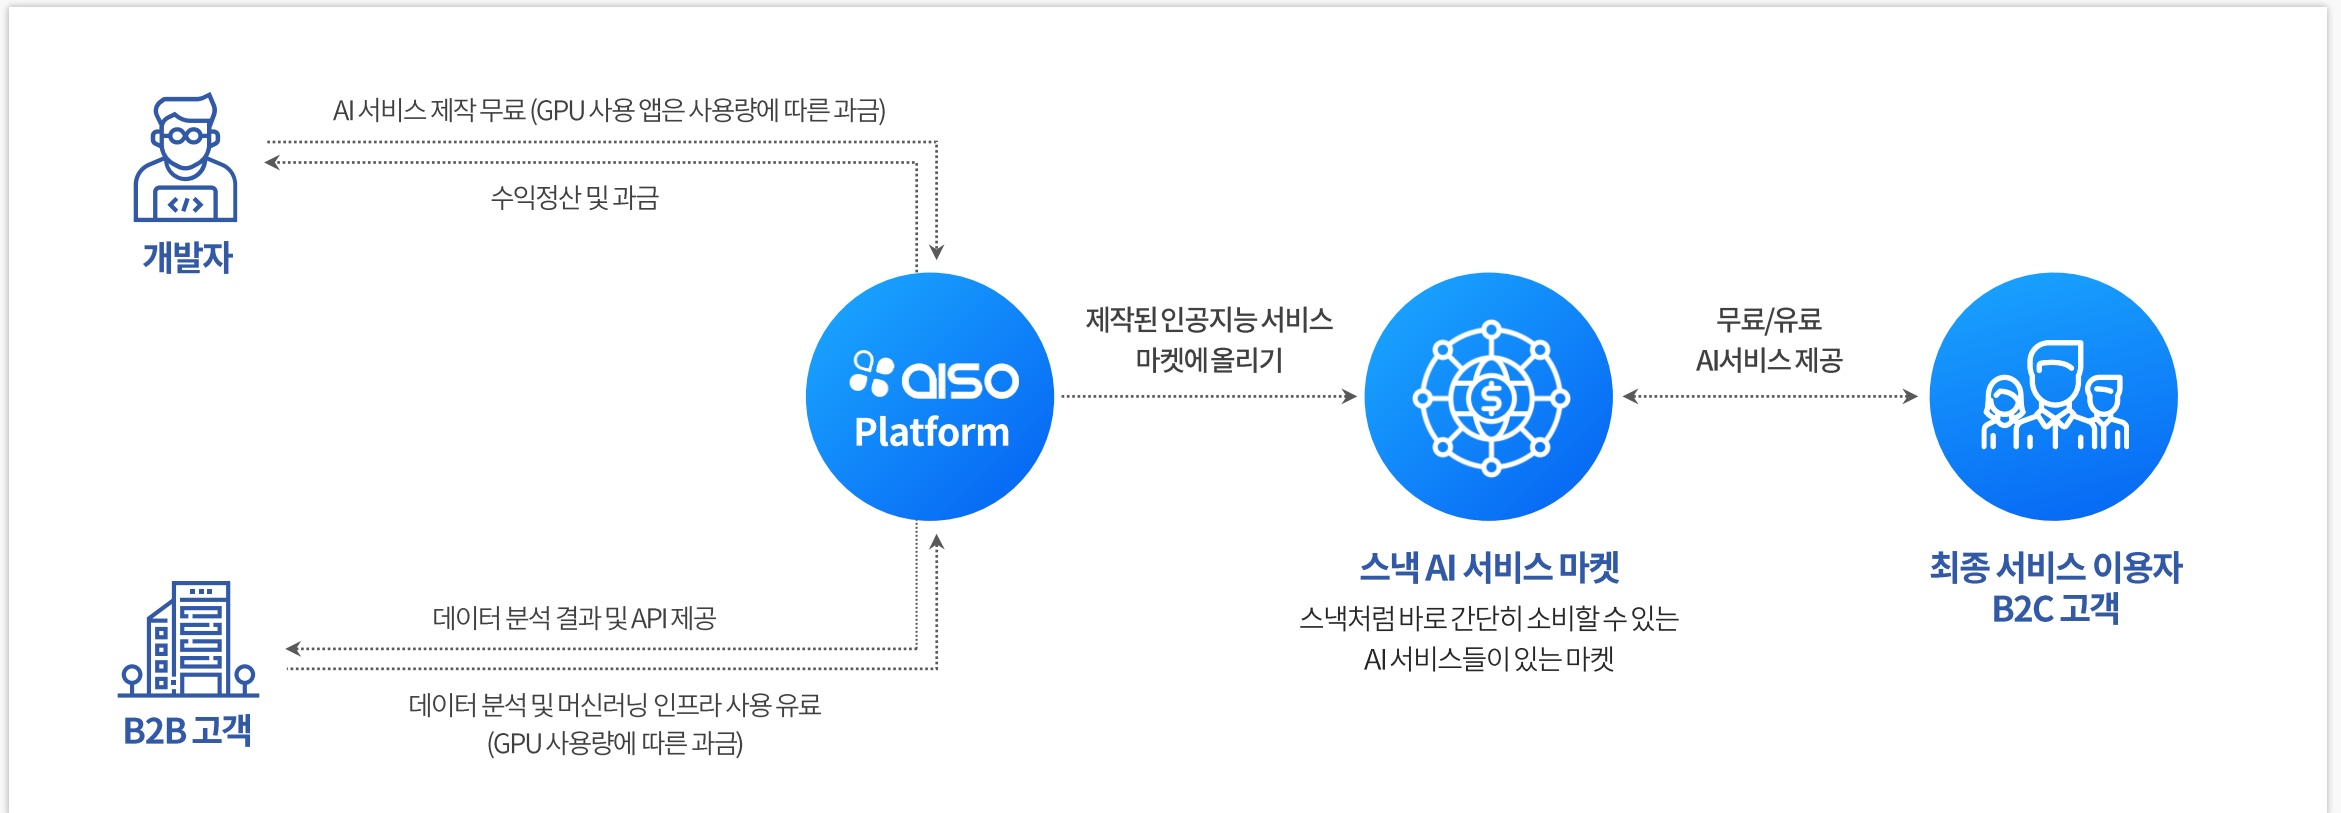 AI 서비스 제작 무료 (GPU 사용 앱은 사용량에 따른 과금)
수익정산 및 과금
개발자
aiso
Platform
제작된 인공지능 서비스
마켓에 올리기
무료/유료
AI서비스 제공
스낵 AI 서비스 마켓
스낵처럼 바로 간단히 소비할 수 있는
AI 서비스들이 있는 마켓
최종 서비스 이용자
B2C 고객
데이터 분석 결과 및 API 제공
데이터 분석 및 머신러닝 인프라 사용 유료
(GPU 사용량에 따른 과금)
B2B 고객